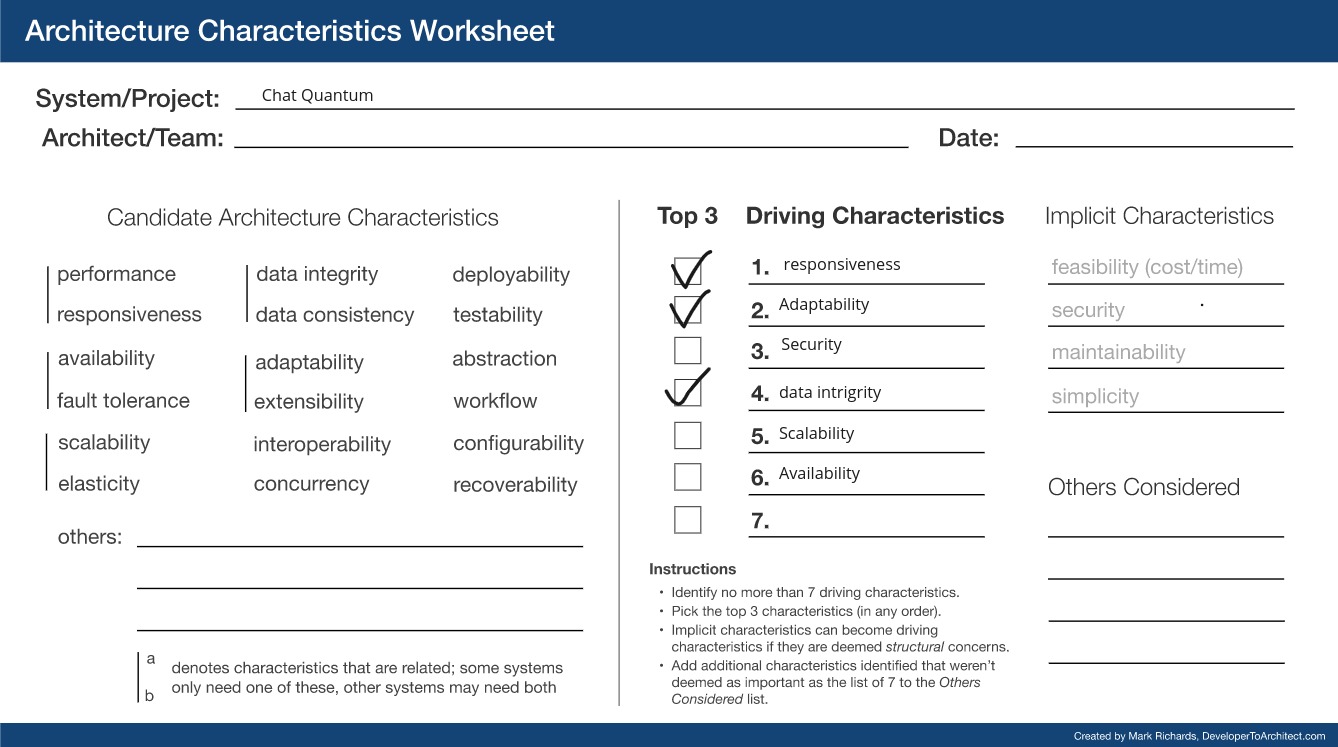 Architecture Characteristics Worksheet
System/Project: Chat Quantum
Architect/Team:
Date:
Candidate Architecture Characteristics
performance
responsiveness
availability
fault tolerance
scalability
elasticity
data integrity
data consistency
adaptability
extensibility
interoperability
concurrency
deployability
testability
abstraction
workflow
configurability
recoverability
others:
a
b
denotes characteristics that are related; some systems
only need one of these, other systems may need both
Top 3
Driving Characteristics
1. responsiveness
2. Adaptability
3. Security
4. data intrigrity
5. Scalability
6. Availability
7.
Instructions
• Identify no more than 7 driving characteristics.
• Pick the top 3 characteristics (in any order).
• Implicit characteristics can become driving
characteristics if they are deemed structural concerns.
• Add additional characteristics identified that weren't
deemed as important as the list of 7 to the Others
Considered list.
Implicit Characteristics
feasibility (cost/time)
security
maintainability
simplicity
Others Considered
Created by Mark Richards, DeveloperToArchitect.com